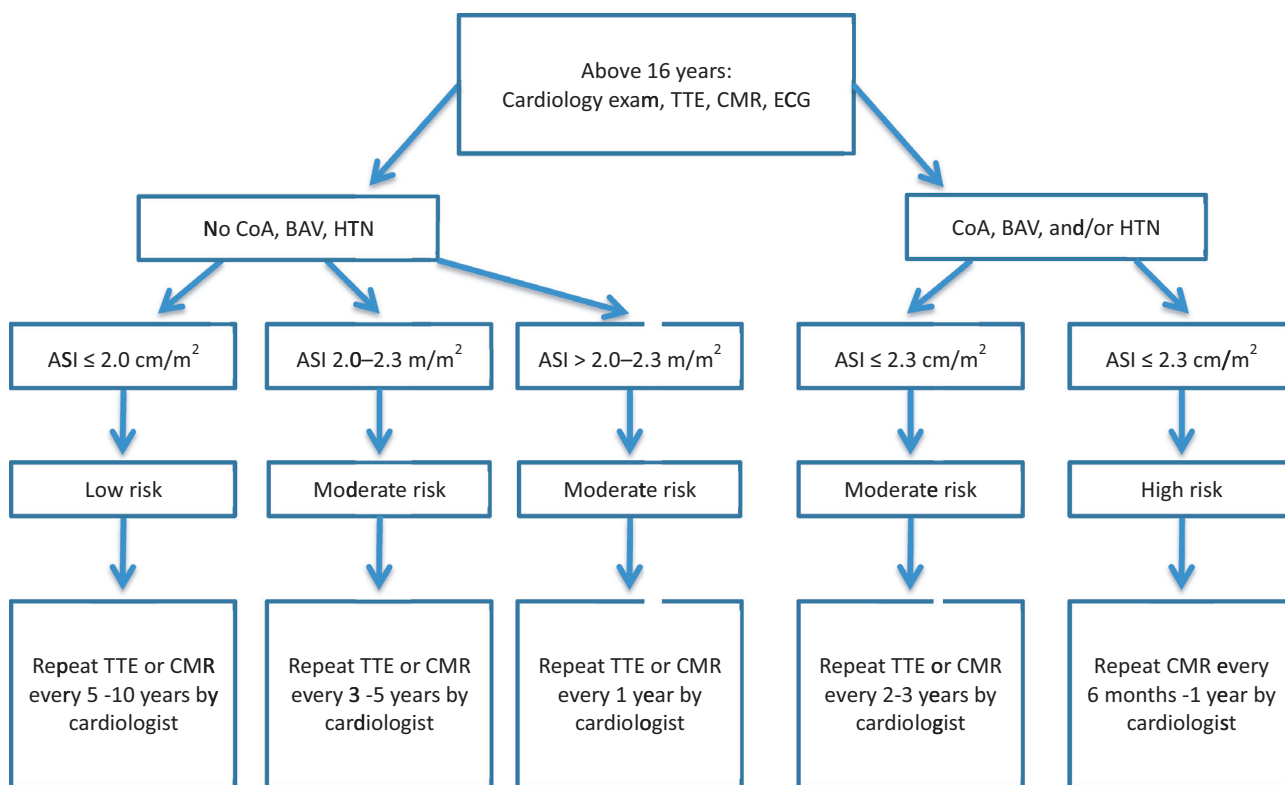 Above 16 years:
Cardiology exam, TTE, CMR, ECG
No CoA, BAV, HTN
CoA, BAV, and/or HTN
ASI ≤ 2.0 cm/m²
ASI 2.0–2.3 m/m²
ASI > 2.0–2.3 m/m²
ASI ≤ 2.3 cm/m²
ASI ≤ 2.3 cm/m²
Low risk
Moderate risk
Moderate risk
Moderate risk
High risk
Repeat TTE or CMR
every 5 -10 years by
cardiologist
Repeat TTE or CMR
every 3 -5 years by
cardiologist
Repeat TTE or CMR
every 1 year by
cardiologist
Repeat TTE or CMR
every 2-3 years by
cardiologist
Repeat CMR every
6 months -1 year by
cardiologist